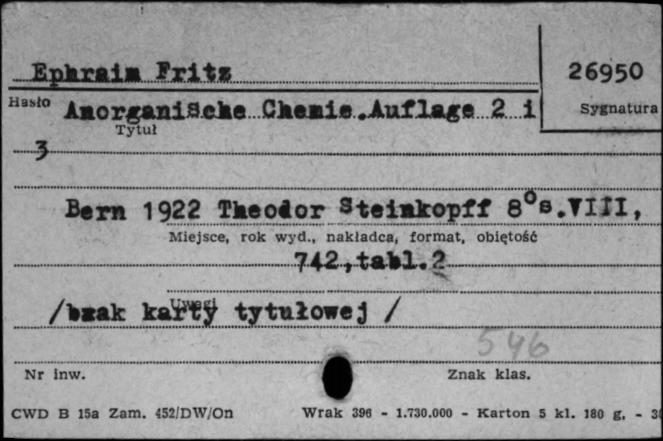 Ephraim Fritz
26950
Hasło
Anorganische Chemie.Auflage 2 i
Sygnatura
Tytuł
3
Bern 1922 Theodor Steinkopff 8°s.VIII,
Miejsce, rok wyd., nakładca, format, objętość
742,tabl.2
Uwagi
/bzak karty tytułowej /
546
Nr inw.
Znak klas.
CWD B 15a Zam. 452/DW/On
Wrak 396 - 1.730.000 - Karton 5 kl. 180 g, -